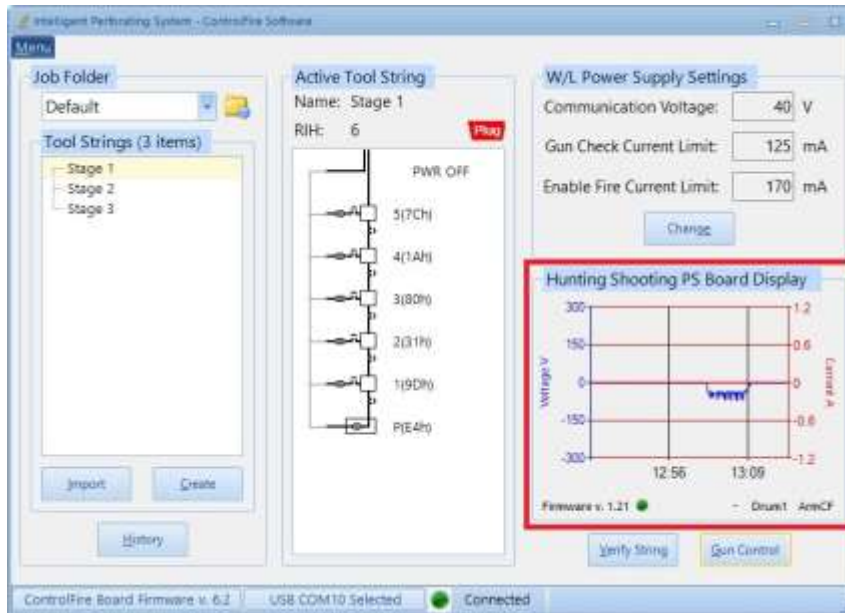 Intelligent Perforating System - ControlFire Software
Menu
Job Folder
Default
Tool Strings (3 items)
Stage 1
Stage 2
Stage 3
Import
Create
History
Active Tool String
Name: Stage 1
RIH: 6
Plug
PWR OFF
5(7Ch)
4(1Ah)
3(80h)
2(31h)
1(9Dh)
P(E4h)
W/L Power Supply Settings
Communication Voltage: 40 V
Gun Check Current Limit: 125 mA
Enable Fire Current Limit: 170 mA
Change
Hunting Shooting PS Board Display
300 1.2
150 0.6
0 0
-150 -0.6
-300 -1.2
Voltage V
Current A
12:56 13:09
Firmware v. 1.21 - Drum1 ArmCF
Verify String
Gun Control
ControlFire Board Firmware v. 6.2 USB COM10 Selected Connected